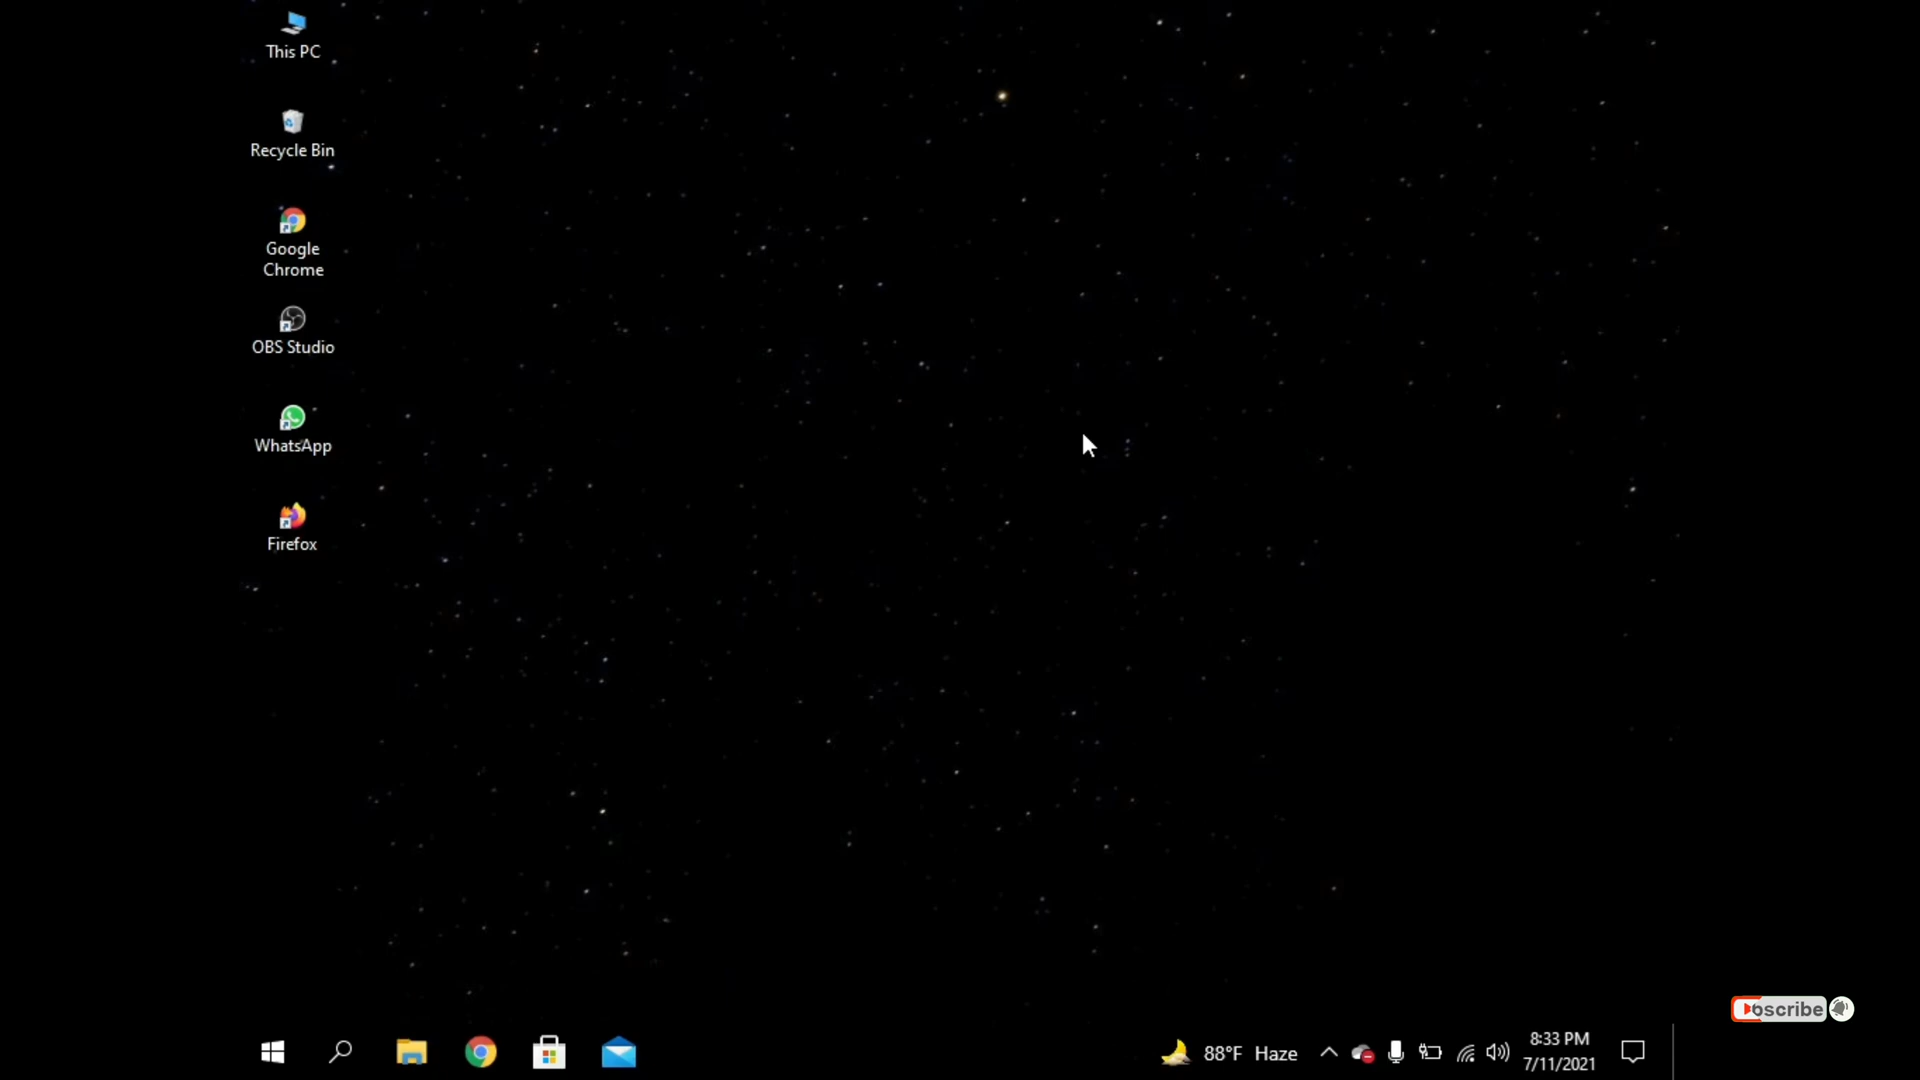 This PC
Recycle Bin
Google
Chrome
OBS Studio
WhatsApp
Firefox
88°F Haze
8:33 PM
7/11/2021